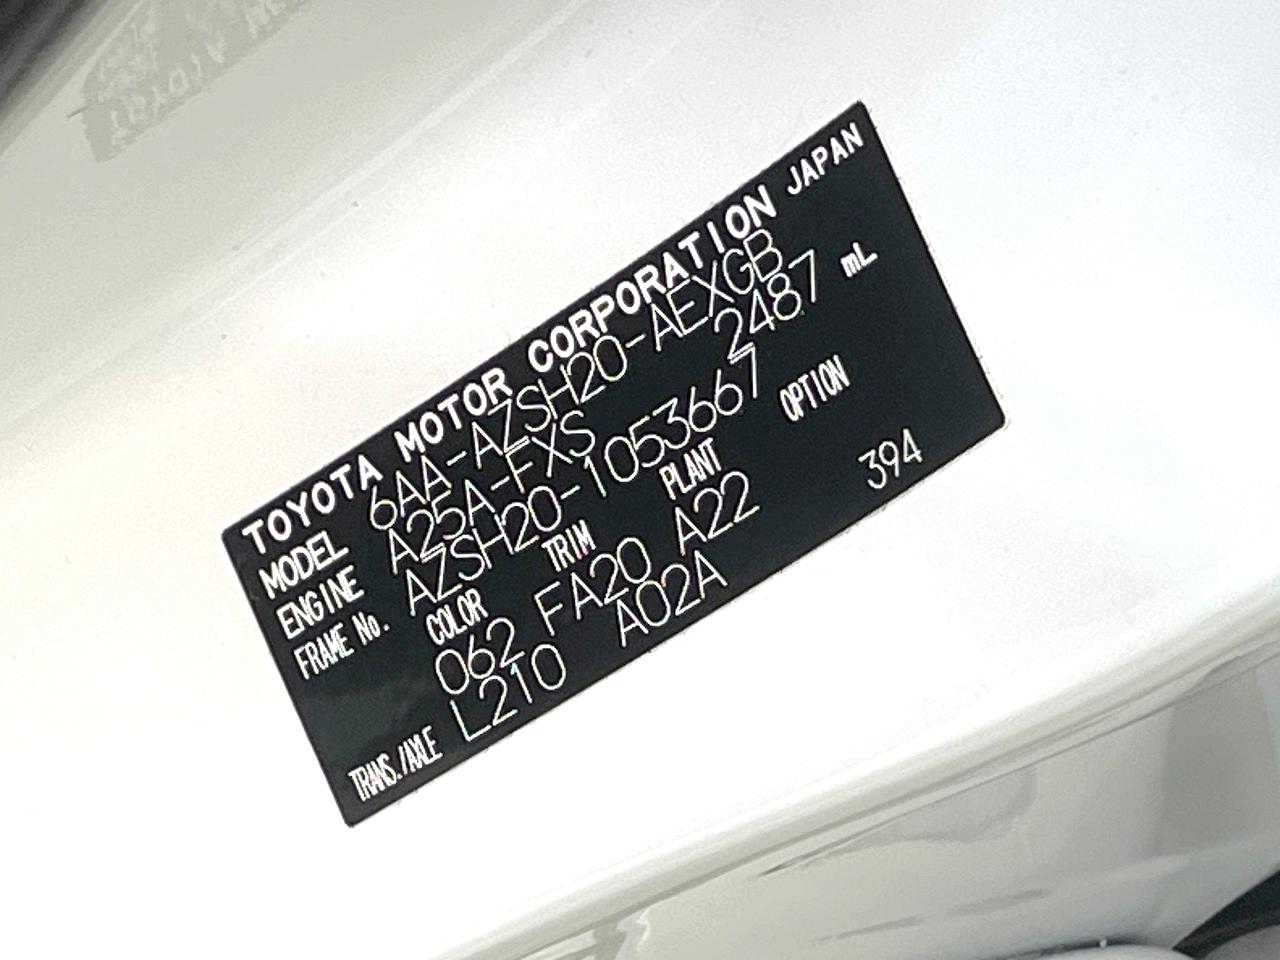 TOYOTA MOTOR CORPORATION JAPAN
MODEL 6AA-AZSH20-AEXGB
ENGINE A25A-FXS 2487 mL
FRAME No. AZSH20-1053667
COLOR TRIM PLANT OPTION
062 FA20 A22
TRANS./AXLE L210 A02A 394